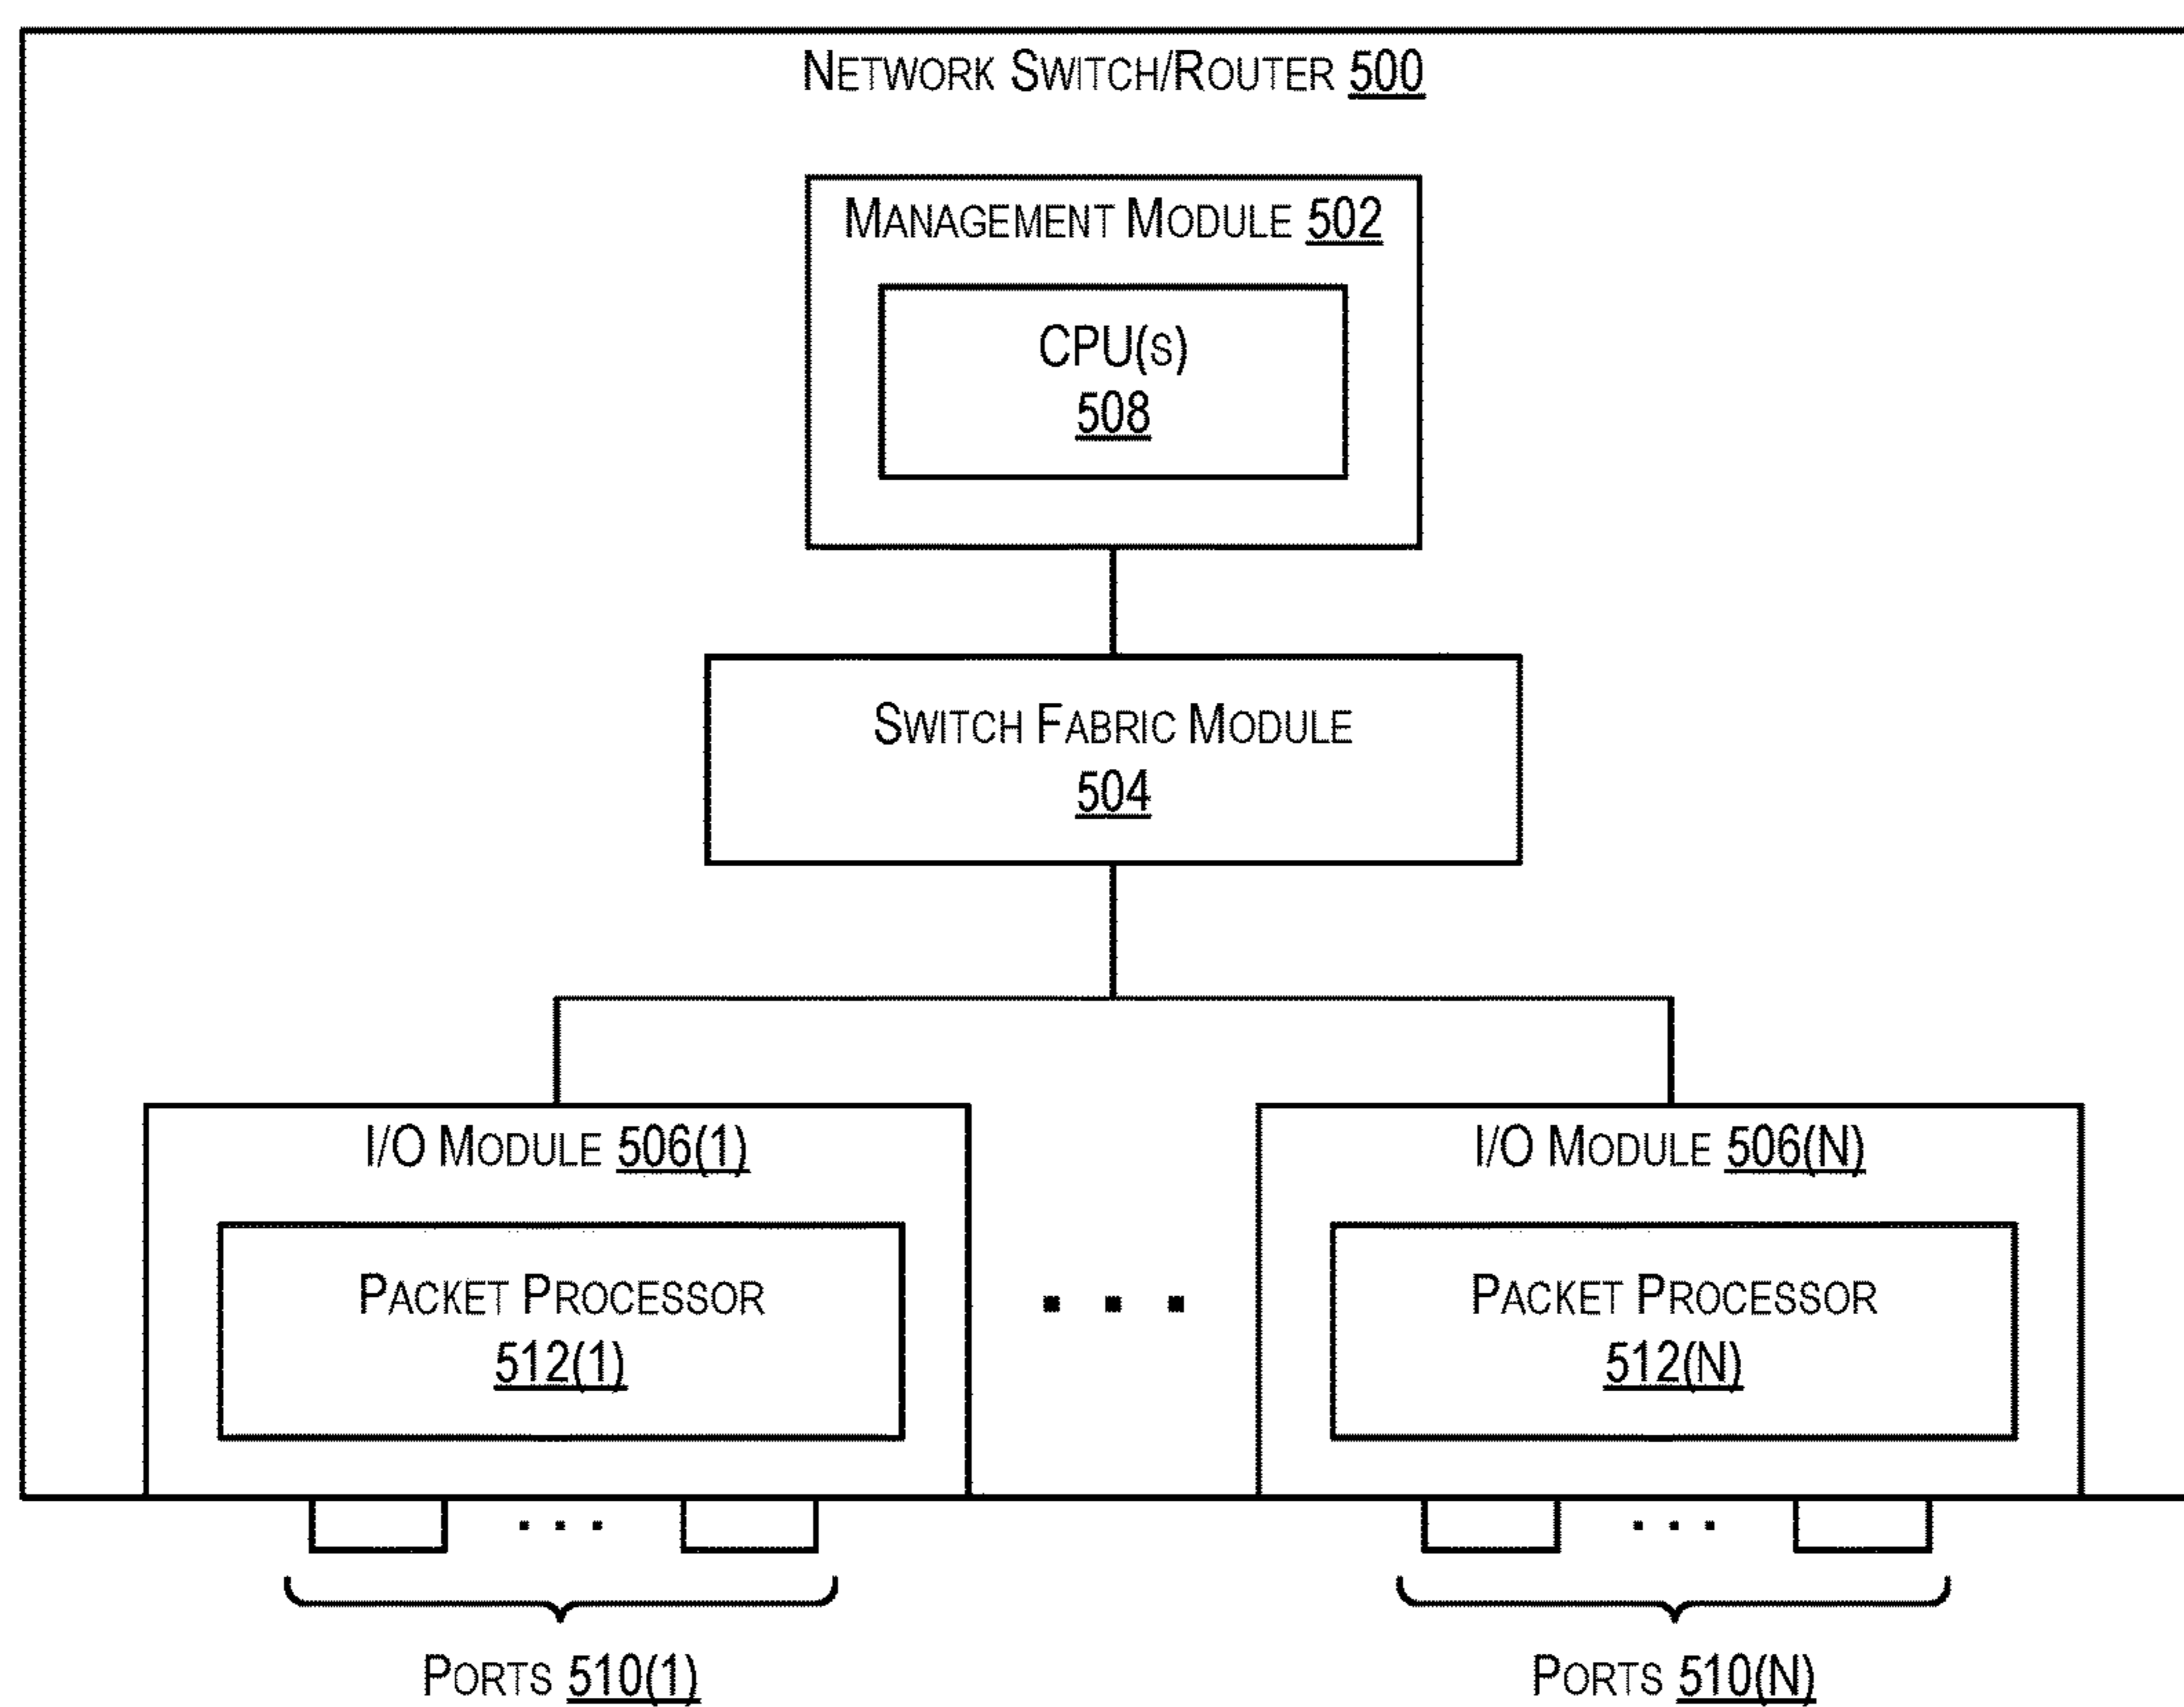 NETWORK SWITCH/ROUTER 500
MANAGEMENT MODULE 502
CPU(S)
508
SWITCH FABRIC MODULE
504
I/O MODULE 506(1)
I/O MODULE 506(N)
PACKET PROCESSOR
512(1)
PACKET PROCESSOR
512(N)
PORTS 510(1)
PORTS 510(N)